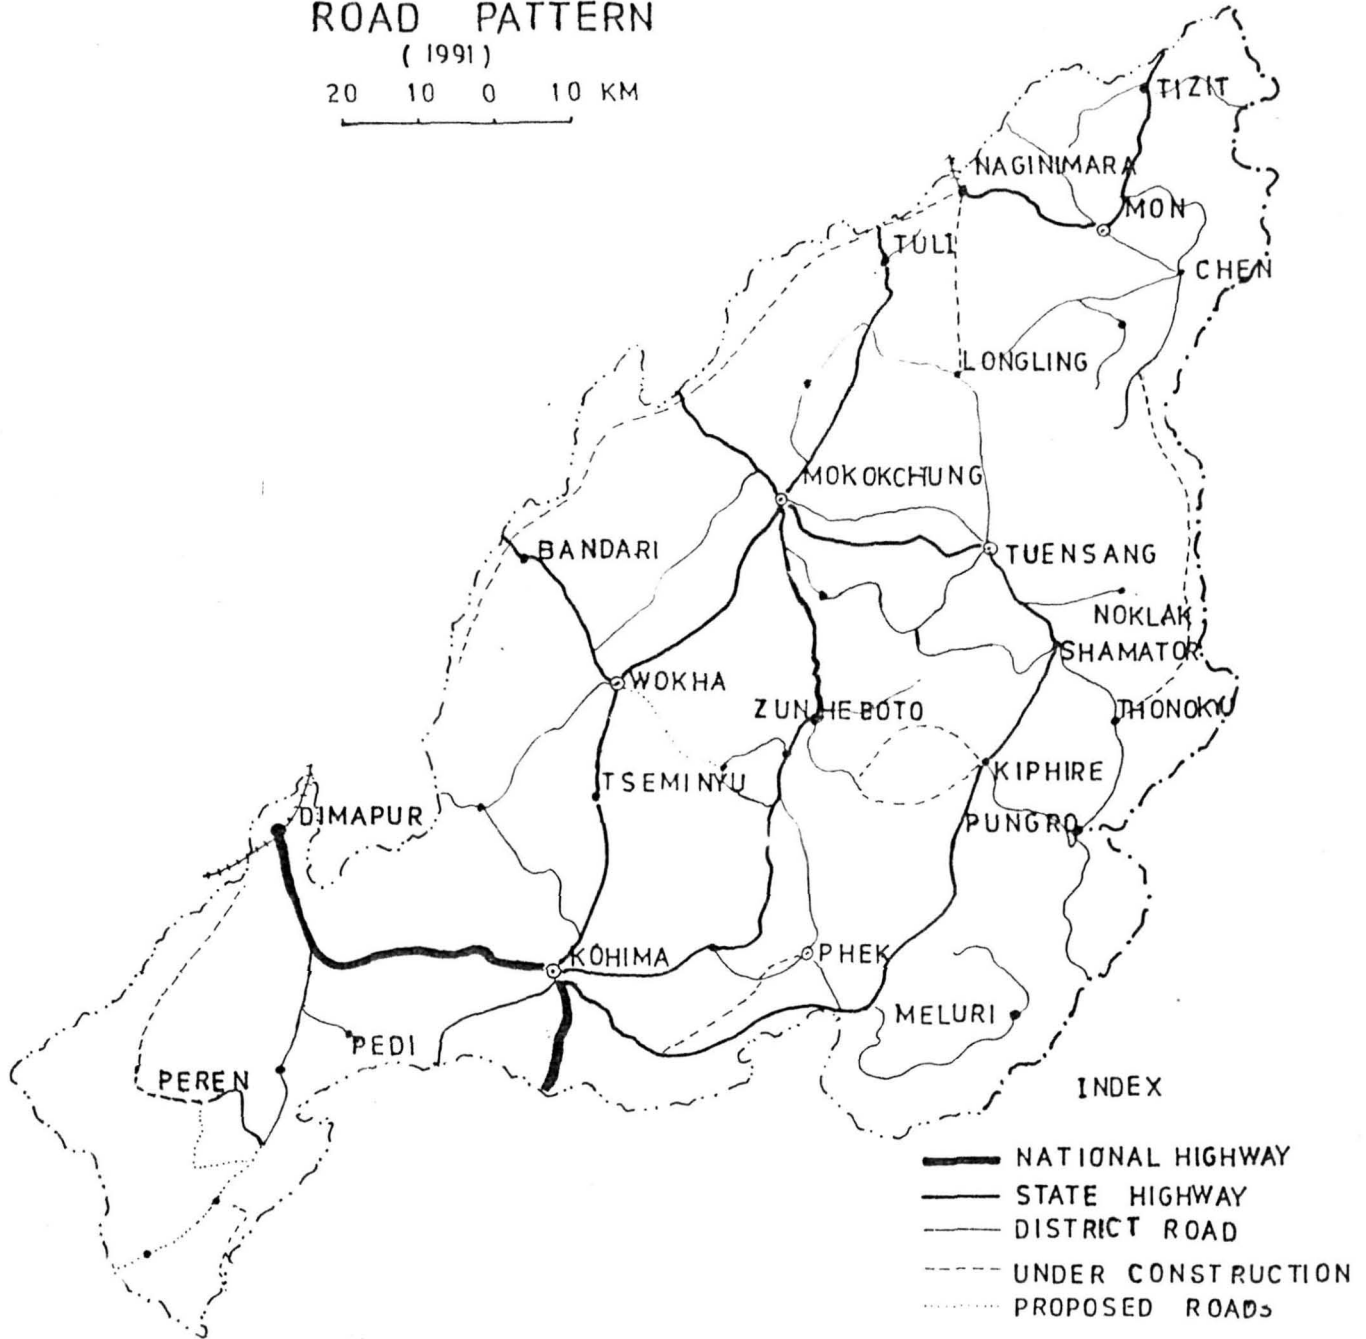 ROAD PATTERN
( 1991 )
20 10 0 10 KM
TIZIT
NAGINIMARA
MON
TULI
CHEN
LONGLING
MOKOKCHUNG
BANDARI
TUENSANG
NOKLAK
SHAMATOR
WOKHA
ZUNHEBOTO
THONOKYU
TSEMINYU
KIPHIRE
DIMAPUR
PUNGRO
KOHIMA
PHEK
MELURI
PEDI
PEREN
INDEX
NATIONAL HIGHWAY
STATE HIGHWAY
DISTRICT ROAD
UNDER CONSTRUCTION
PROPOSED ROADs